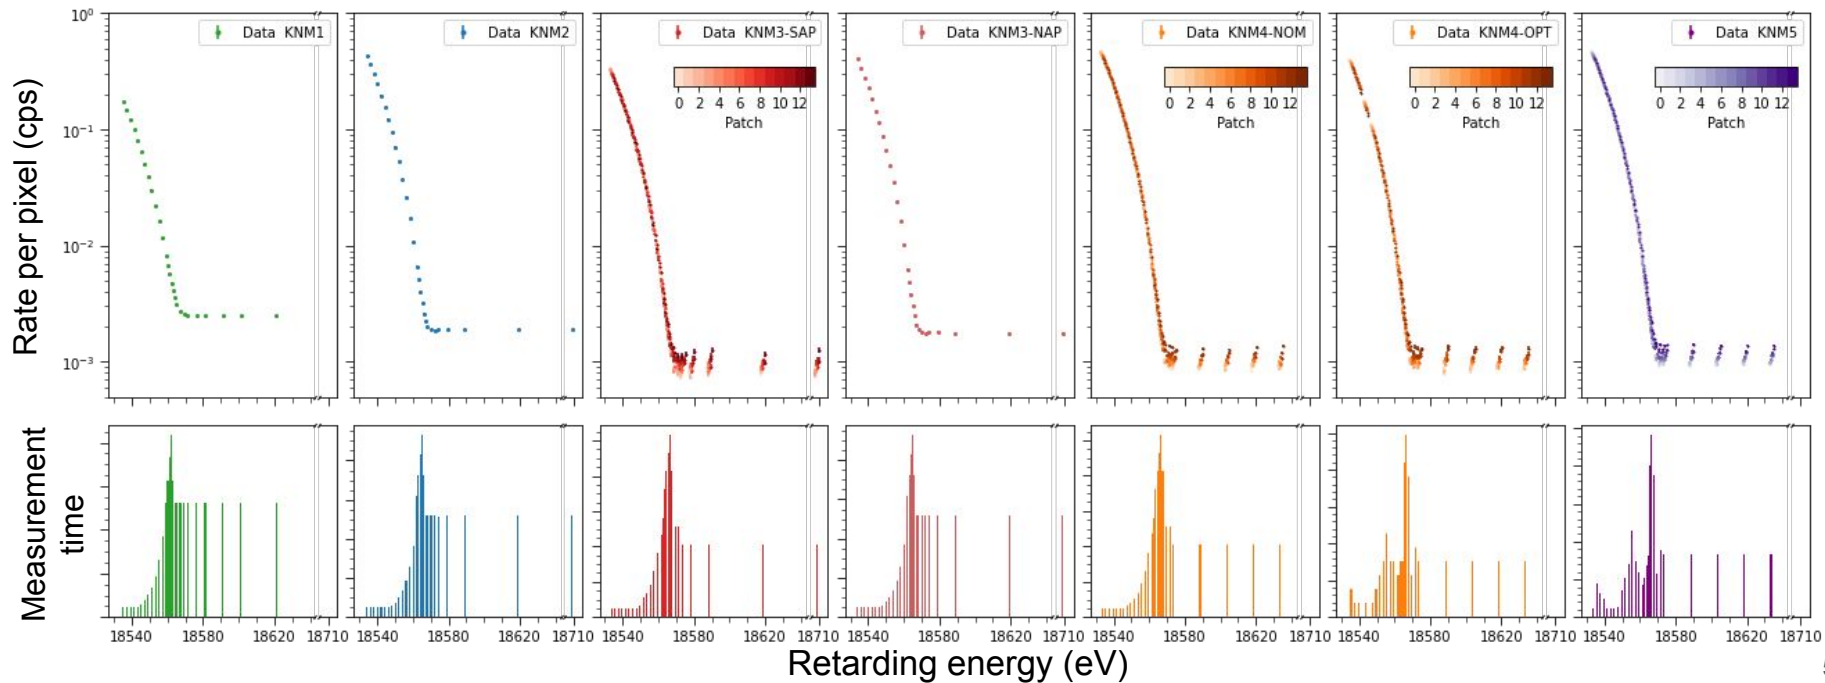 Data KNM1
Data KNM2
Data KNM3-SAP
Data KNM3-NAP
Data KNM4-NOM
Data KNM4-OPT
Data KNM5
10⁰
10⁻¹
10⁻²
10⁻³
Rate per pixel (cps)
0 2 4 6 8 10 12
Patch
0 2 4 6 8 10 12
Patch
0 2 4 6 8 10 12
Patch
0 2 4 6 8 10 12
Patch
Measurement
time
18540 18580 18620 18710
18540 18580 18620 18710
18540 18580 18620 18710
18540 18580 18620 18710
18540 18580 18620 18710
18540 18580 18620 18710
18540 18580 18620 18710
Retarding energy (eV)